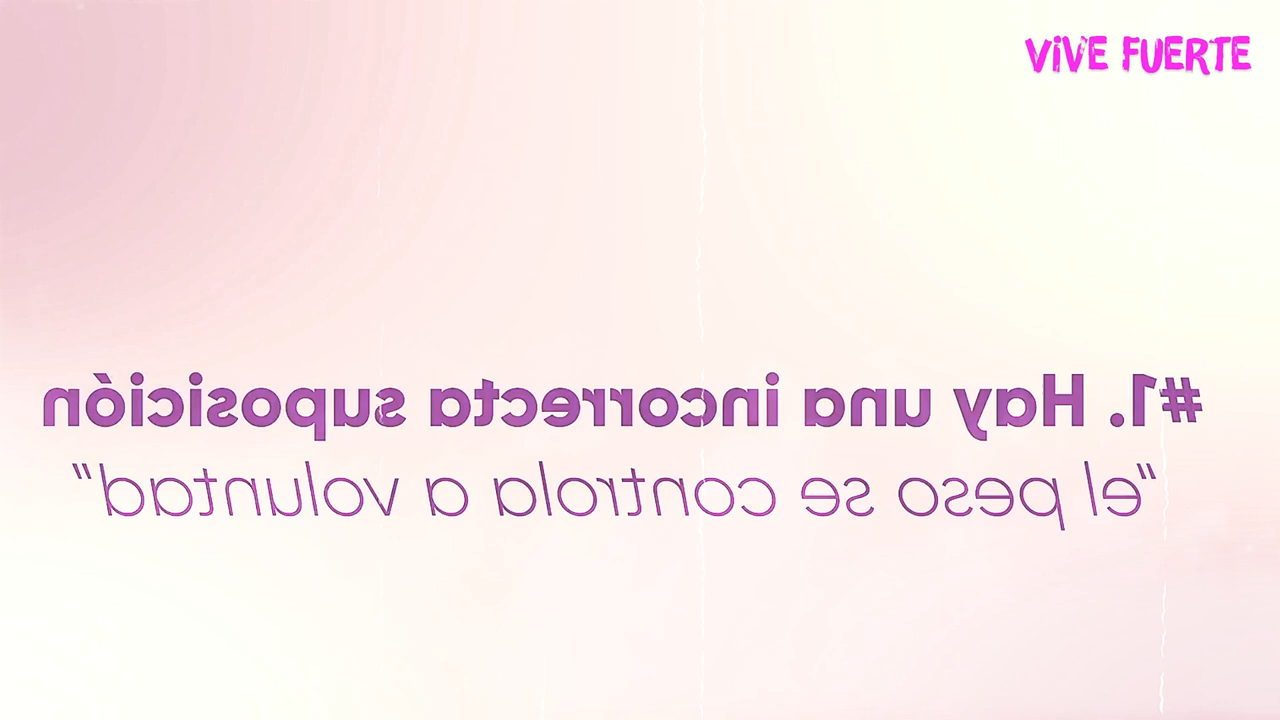 ViVE FUERTE
#1. Hay una incorrecta suposición
“el peso se controla a voluntad”